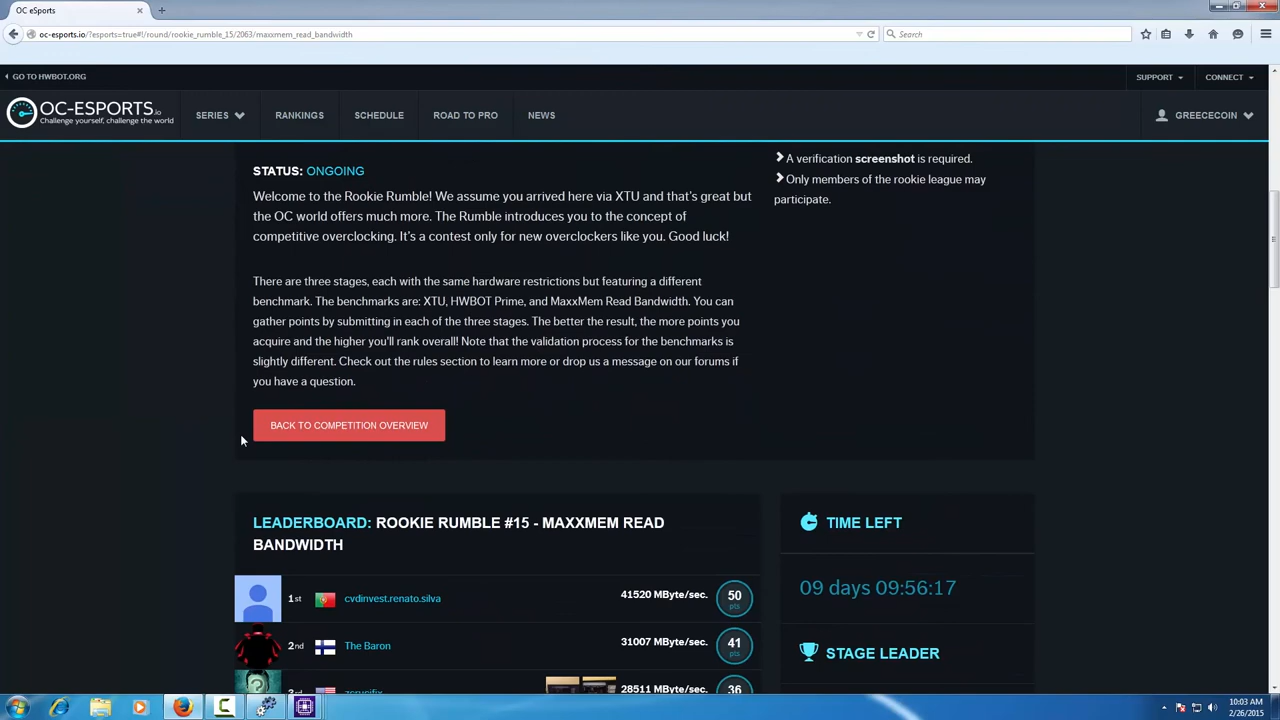 OC eSports
oc-esports.io/?esports=true#!/round/rookie_rumble_15/2063/maxxmem_read_bandwidth
Search
GO TO HWBOT.ORG
SUPPORT
CONNECT
OC-ESPORTS.io
Challenge yourself, challenge the world
SERIES
RANKINGS
SCHEDULE
ROAD TO PRO
NEWS
GREECECOIN
STATUS: ONGOING
Welcome to the Rookie Rumble! We assume you arrived here via XTU and that's great but
the OC world offers much more. The Rumble introduces you to the concept of
competitive overclocking. It's a contest only for new overclockers like you. Good luck!
There are three stages, each with the same hardware restrictions but featuring a different
benchmark. The benchmarks are: XTU, HWBOT Prime, and MaxxMem Read Bandwidth. You can
gather points by submitting in each of the three stages. The better the result, the more points you
acquire and the higher you'll rank overall! Note that the validation process for the benchmarks is
slightly different. Check out the rules section to learn more or drop us a message on our forums if
you have a question.
BACK TO COMPETITION OVERVIEW
A verification screenshot is required.
Only members of the rookie league may
participate.
LEADERBOARD: ROOKIE RUMBLE #15 - MAXXMEM READ
BANDWIDTH
1st cvdinvest.renato.silva 41520 MByte/sec. 50 pts
2nd The Baron 31007 MByte/sec. 41 pts
3rd zcrucifix 28511 MByte/sec. 36
TIME LEFT
09 days 09:56:17
STAGE LEADER
10:03 AM
2/26/2015